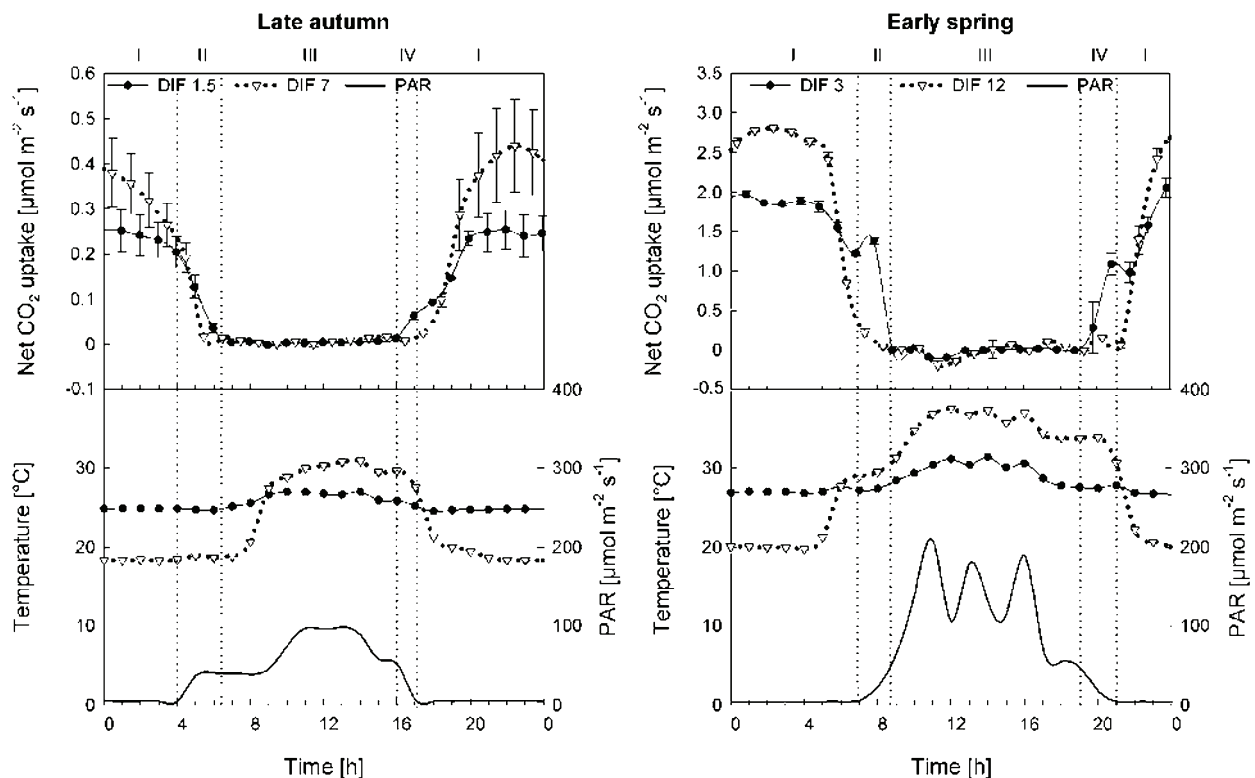 Late autumn
Early spring
I II III IV I
I II III IV I
DIF 1.5 DIF 7 PAR
DIF 3 DIF 12 PAR
Net CO₂ uptake [µmol m⁻² s⁻¹]
0.6
0.5
0.4
0.3
0.2
0.1
0
-0.1
Net CO₂ uptake [µmol m⁻² s⁻¹]
3.5
3.0
2.5
2.0
1.5
1.0
0.5
0
-0.5
Temperature [°C]
30
20
10
0
400
300
200
100
0
PAR [µmol m⁻² s⁻¹]
Temperature [°C]
30
20
10
0
400
300
200
100
0
PAR [µmol m⁻² s⁻¹]
0 4 8 12 16 20 0
0 4 8 12 16 20 0
Time [h]
Time [h]